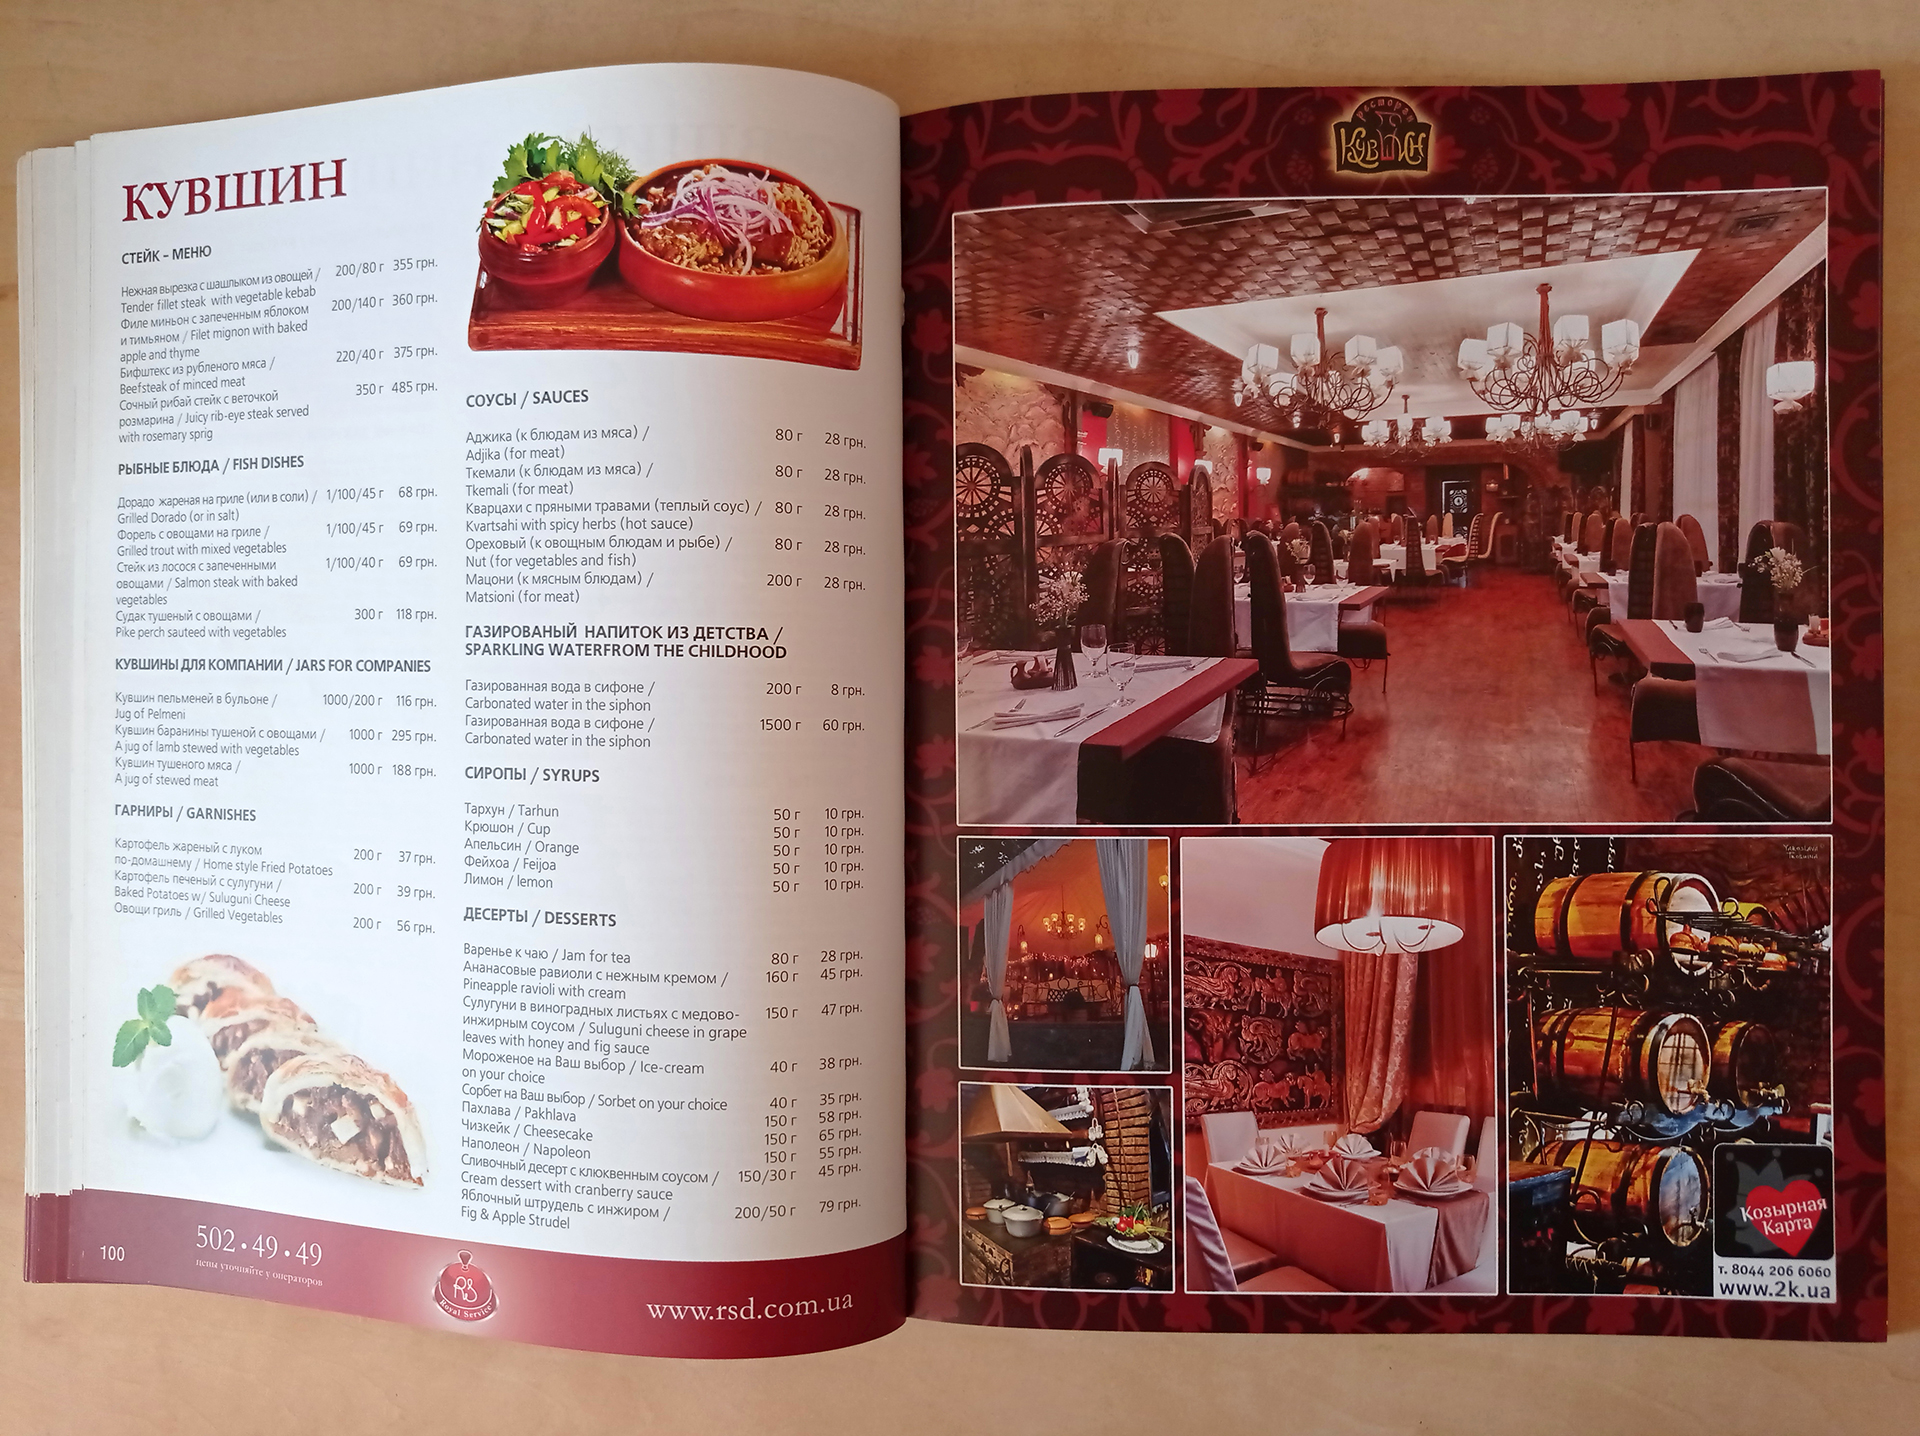 КУВШИН
СТЕЙК – МЕНЮ
Нежная вырезка с шашлыком из овощей / 200/80 г 355 грн.
Tender fillet steak with vegetable kebab
Филе миньон с запеченным яблоком 200/140 г 360 грн.
и тимьяном / Filet mignon with baked
apple and thyme
Бифштекс из рубленого мяса / 220/40 г 375 грн.
Beefsteak of minced meat
Сочный рибай стейк с веточкой 350 г 485 грн.
розмарина / Juicy rib-eye steak served
with rosemary sprig
РЫБНЫЕ БЛЮДА / FISH DISHES
Дорадо жареная на гриле (или в соли) / 1/100/45 г 68 грн.
Grilled Dorado (or in salt)
Форель с овощами на гриле / 1/100/45 г 69 грн.
Grilled trout with mixed vegetables
Стейк из лосося с запеченными 1/100/40 г 69 грн.
овощами / Salmon steak with baked
vegetables
Судак тушеный с овощами / 300 г 118 грн.
Pike perch sauteed with vegetables
КУВШИНЫ ДЛЯ КОМПАНИИ / JARS FOR COMPANIES
Кувшин пельменей в бульоне / 1000/200 г 116 грн.
Jug of Pelmeni
Кувшин баранины тушеной с овощами / 1000 г 295 грн.
A jug of lamb stewed with vegetables
Кувшин тушеного мяса / 1000 г 188 грн.
A jug of stewed meat
ГАРНИРЫ / GARNISHES
Картофель жареный с луком
по-домашнему / Home style Fried Potatoes 200 г 37 грн.
Картофель печеный с сулугуни /
Baked Potatoes w/ Suluguni Cheese 200 г 39 грн.
Овощи гриль / Grilled Vegetables 200 г 56 грн.
СОУСЫ / SAUCES
Аджика (к блюдам из мяса) / 80 г 28 грн.
Adjika (for meat)
Ткемали (к блюдам из мяса) / 80 г 28 грн.
Tkemali (for meat)
Кварцахи с пряными травами (теплый соус) / 80 г 28 грн.
Kvartsahi with spicy herbs (hot sauce)
Ореховый (к овощным блюдам и рыбе) / 80 г 28 грн.
Nut (for vegetables and fish)
Мацони (к мясным блюдам) / 200 г 28 грн.
Matsioni (for meat)
ГАЗИРОВАНЫЙ НАПИТОК ИЗ ДЕТСТВА /
SPARKLING WATERFROM THE CHILDHOOD
Газированная вода в сифоне / 200 г 8 грн.
Carbonated water in the siphon
Газированная вода в сифоне / 1500 г 60 грн.
Carbonated water in the siphon
СИРОПЫ / SYRUPS
Тархун / Tarhun 50 г 10 грн.
Крюшон / Cup 50 г 10 грн.
Апельсин / Orange 50 г 10 грн.
Фейхоа / Feijoa 50 г 10 грн.
Лимон / lemon 50 г 10 грн.
ДЕСЕРТЫ / DESSERTS
Варенье к чаю / Jam for tea 80 г 28 грн.
Ананасовые равиоли с нежным кремом / 160 г 45 грн.
Pineapple ravioli with cream
Сулугуни в виноградных листьях с медово- 150 г 47 грн.
инжирным соусом / Suluguni cheese in grape
leaves with honey and fig sauce
Мороженое на Ваш выбор / Ice-cream 40 г 38 грн.
on your choice
Сорбет на Ваш выбор / Sorbet on your choice 40 г 35 грн.
Пахлава / Pakhlava 150 г 58 грн.
Чизкейк / Cheesecake 150 г 65 грн.
Наполеон / Napoleon 150 г 55 грн.
Сливочный десерт с клюквенным соусом / 150/30 г 45 грн.
Cream dessert with cranberry sauce
Яблочный штрудель с инжиром / 200/50 г 79 грн.
Fig & Apple Strudel
100
502 • 49 • 49
цены уточняйте у операторов
RS
Royal Service
www.rsd.com.ua
Ресторан
Кувшин
Козырная
Карта
т. 8044 206 6060
www.2k.ua